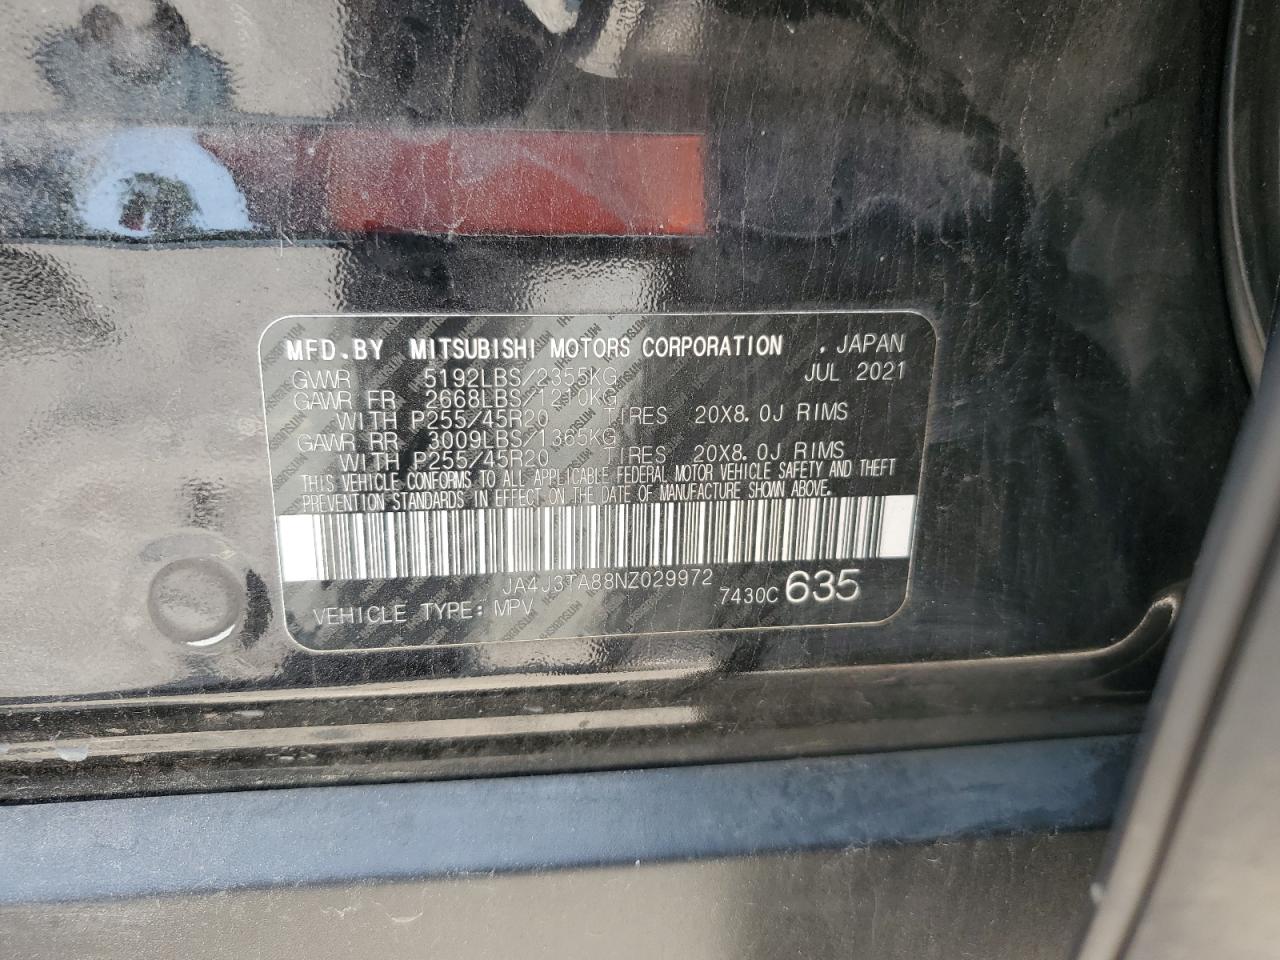 MFD.BY MITSUBISHI MOTORS CORPORATION . JAPAN
GVWR 5192LBS/2355KG JUL 2021
GAWR FR 2668LBS/1210KG
WITH P255/45R20 TIRES 20X8.0J RIMS
GAWR RR 3009LBS/1365KG
WITH P255/45R20 TIRES 20X8.0J RIMS
THIS VEHICLE CONFORMS TO ALL APPLICABLE FEDERAL MOTOR VEHICLE SAFETY AND THEFT
PREVENTION STANDARDS IN EFFECT ON THE DATE OF MANUFACTURE SHOWN ABOVE.
JA4J3TA88NZ029972
VEHICLE TYPE: MPV 7430C 635